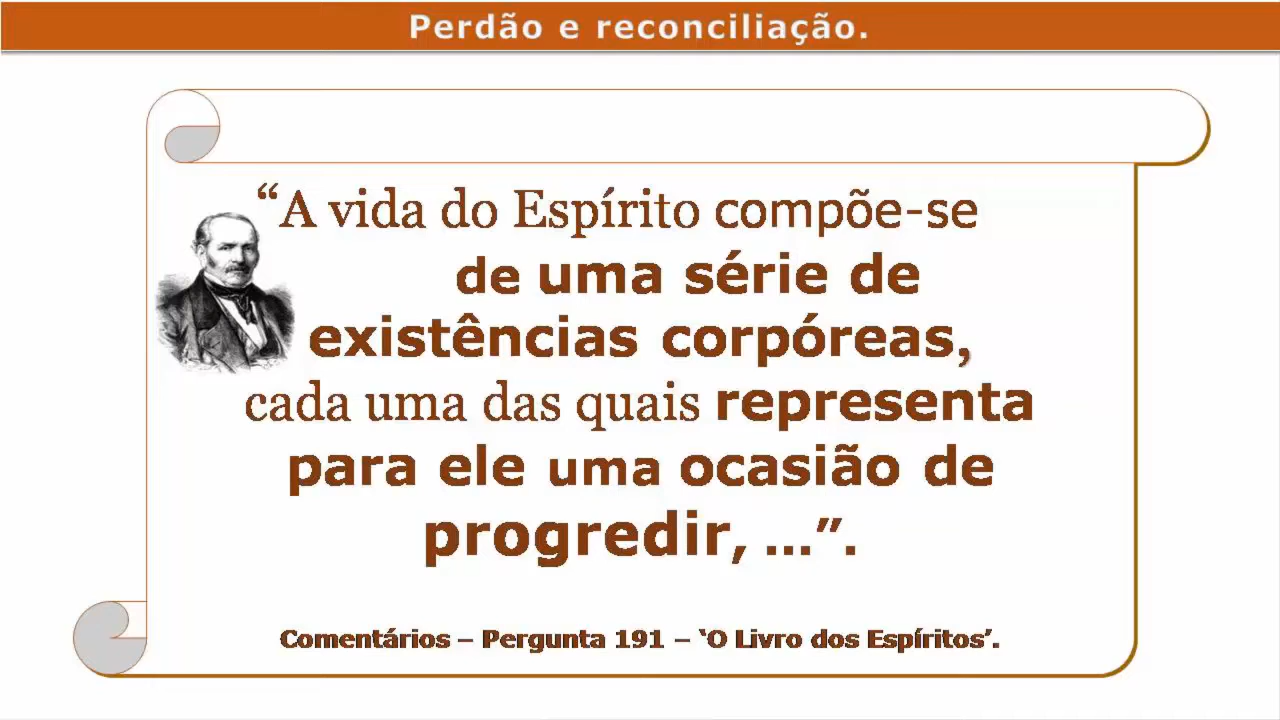 Perdão e reconciliação.
“A vida do Espírito compõe-se
de uma série de
existências corpóreas,
cada uma das quais representa
para ele uma ocasião de
progredir, ...”.
Comentários – Pergunta 191 – ‘O Livro dos Espíritos’.